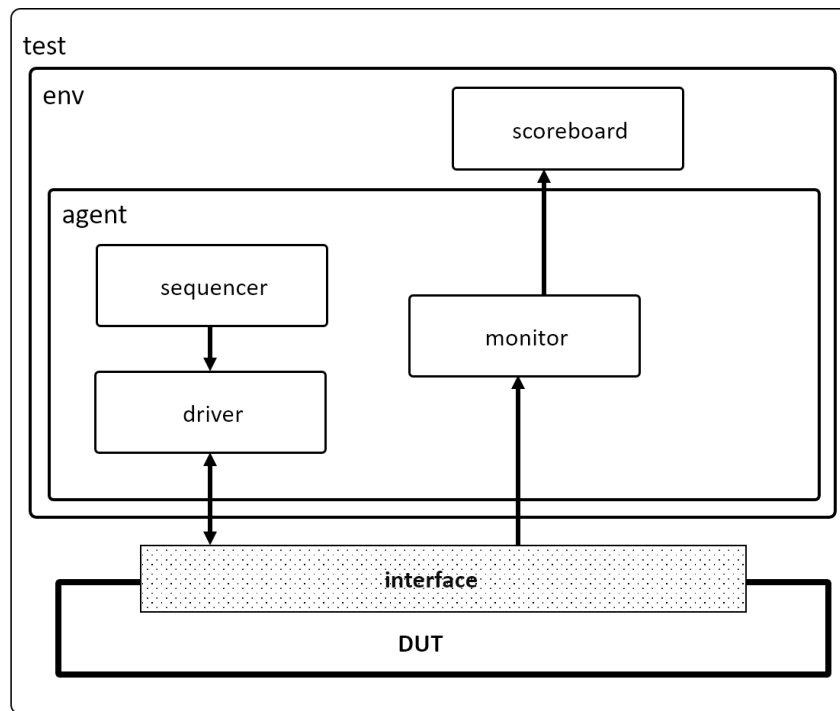 test
env
scoreboard
agent
sequencer
monitor
driver
interface
DUT